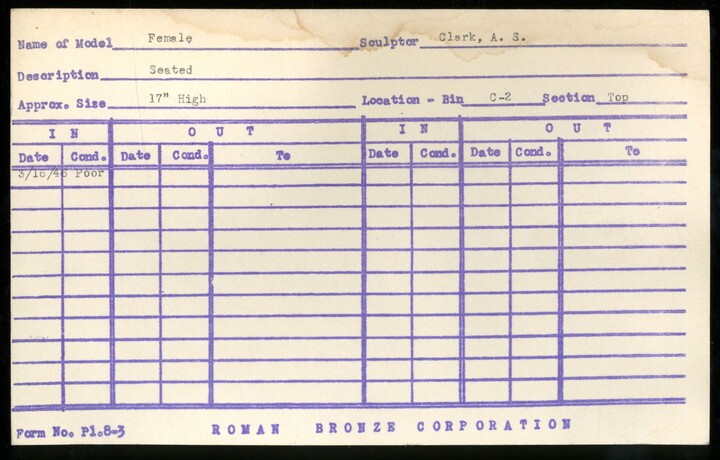 Name of Model Female Sculptor Clark, A. S.
Description Seated
Approx. Size 17" High Location - Bin C-2 Section Top
IN OUT IN OUT
Date Cond. Date Cond. To Date Cond. Date Cond. To
3/16/46 Poor
Form No. P1.8-3 ROMAN BRONZE CORPORATION